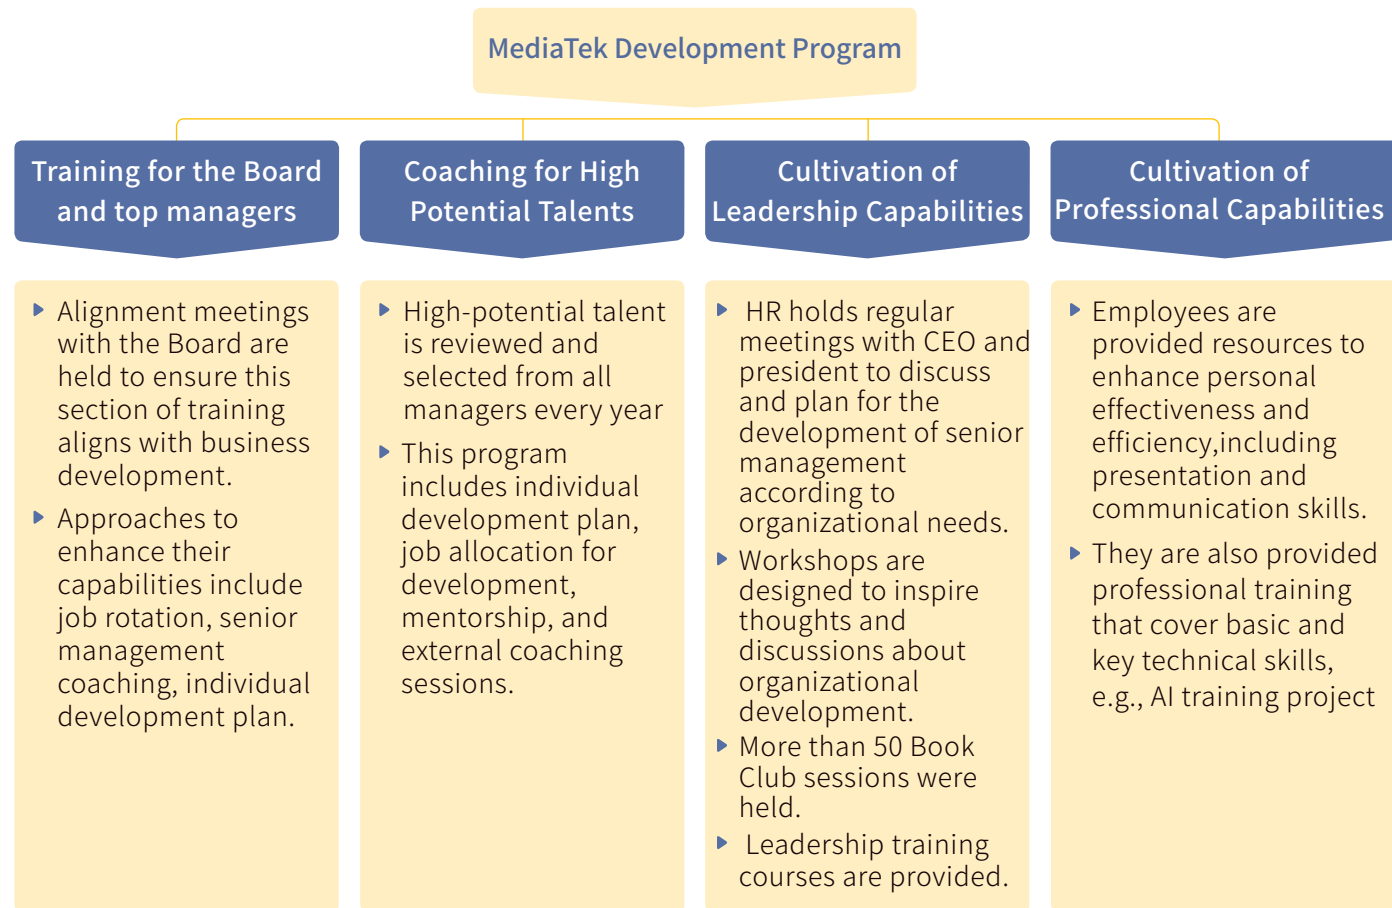 MediaTek Development Program
Training for the Board
and top managers
Alignment meetings
with the Board are
held to ensure this
section of training
aligns with business
development.
Approaches to
enhance their
capabilities include
job rotation, senior
management
coaching, individual
development plan.
Coaching for High
Potential Talents
High-potential talent
is reviewed and
selected from all
managers every year
This program
includes individual
development plan,
job allocation for
development,
mentorship, and
external coaching
sessions.
Cultivation of
Leadership Capabilities
HR holds regular
meetings with CEO and
president to discuss
and plan for the
development of senior
management
according to
organizational needs.
Workshops are
designed to inspire
thoughts and
discussions about
organizational
development.
More than 50 Book
Club sessions were
held.
Leadership training
courses are provided.
Cultivation of
Professional Capabilities
Employees are
provided resources to
enhance personal
effectiveness and
efficiency,including
presentation and
communication skills.
They are also provided
professional training
that cover basic and
key technical skills,
e.g., AI training project